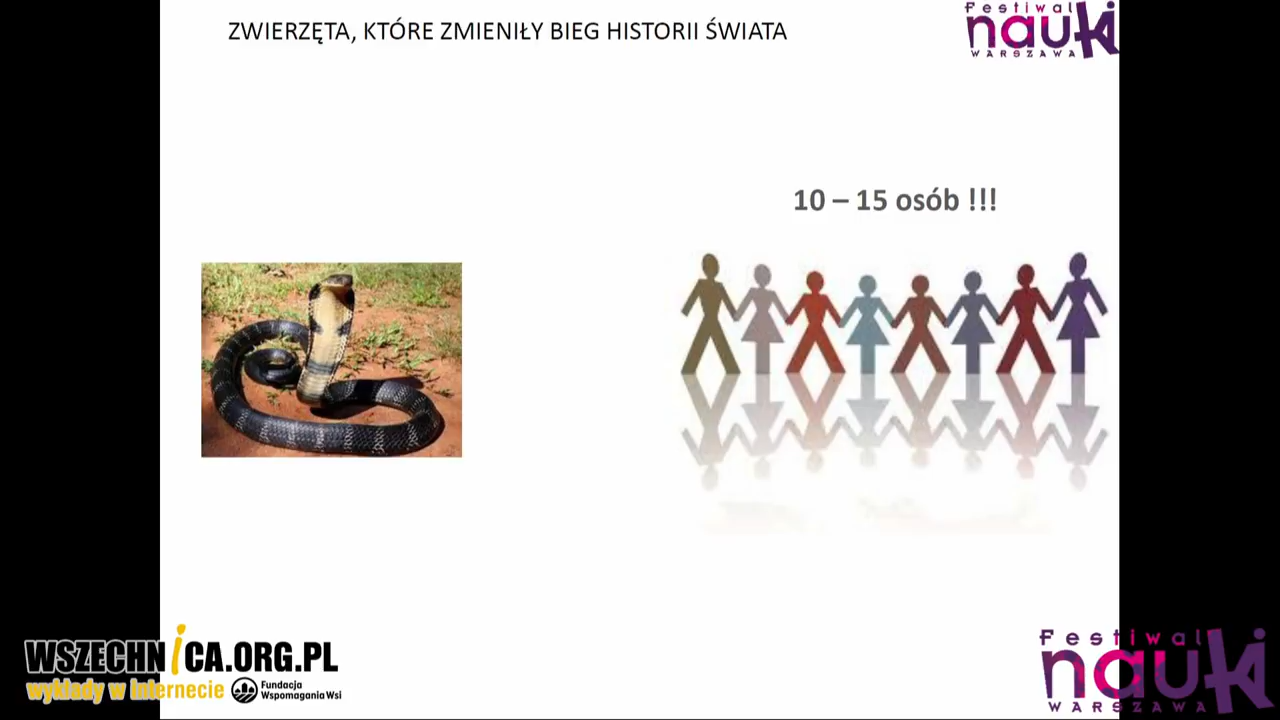 ZWIERZĘTA, KTÓRE ZMIENIŁY BIEG HISTORII ŚWIATA
Festiwal
nauki
WARSZAWA
10 – 15 osób !!!
WSZECHNiCA.ORG.PL
wykłady w Internecie
Fundacja
Wspomagania Wsi
Festiwal
nauki
WARSZAWA